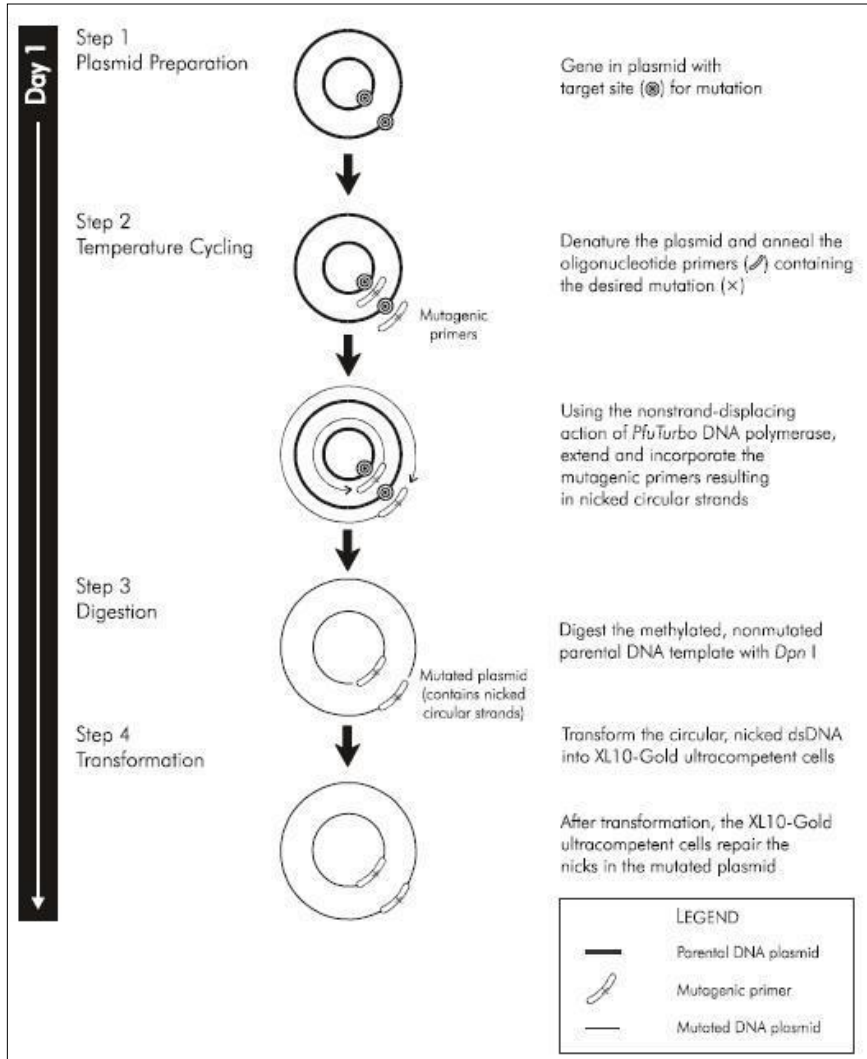 Day 1
Step 1
Plasmid Preparation
Gene in plasmid with
target site () for mutation
Step 2
Temperature Cycling
Denature the plasmid and anneal the
oligonucleotide primers () containing
the desired mutation (×)
Mutagenic
primers
Using the nonstrand-displacing
action of PfuTurbo DNA polymerase,
extend and incorporate the
mutagenic primers resulting
in nicked circular strands
Step 3
Digestion
Digest the methylated, nonmutated
parental DNA template with Dpn I
Mutated plasmid
(contains nicked
circular strands)
Step 4
Transformation
Transform the circular, nicked dsDNA
into XL10-Gold ultracompetent cells
After transformation, the XL10-Gold
ultracompetent cells repair the
nicks in the mutated plasmid
LEGEND
Parental DNA plasmid
Mutagenic primer
Mutated DNA plasmid